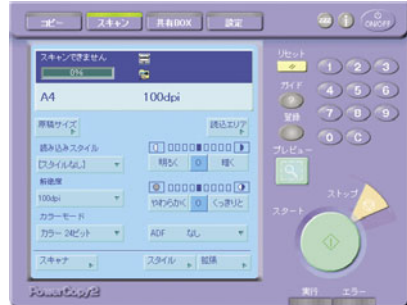 コピー スキャン 共有BOX 設定
ON/OFF
スキャンできません
0%
A4 100dpi
原稿サイズ 読込エリア
読み込みスタイル
[スタイルなし] 明るく 0 暗く
解像度
100dpi やわらかく 0 くっきりと
カラーモード
カラー 24ビット ADF なし
スキャナ スタイル 拡張
PowerCopy2
リセット
1 2 3
ガイド
4 5 6
登録
7 8 9
0 C
プレビュー
ストップ
スタート
実行 エラー